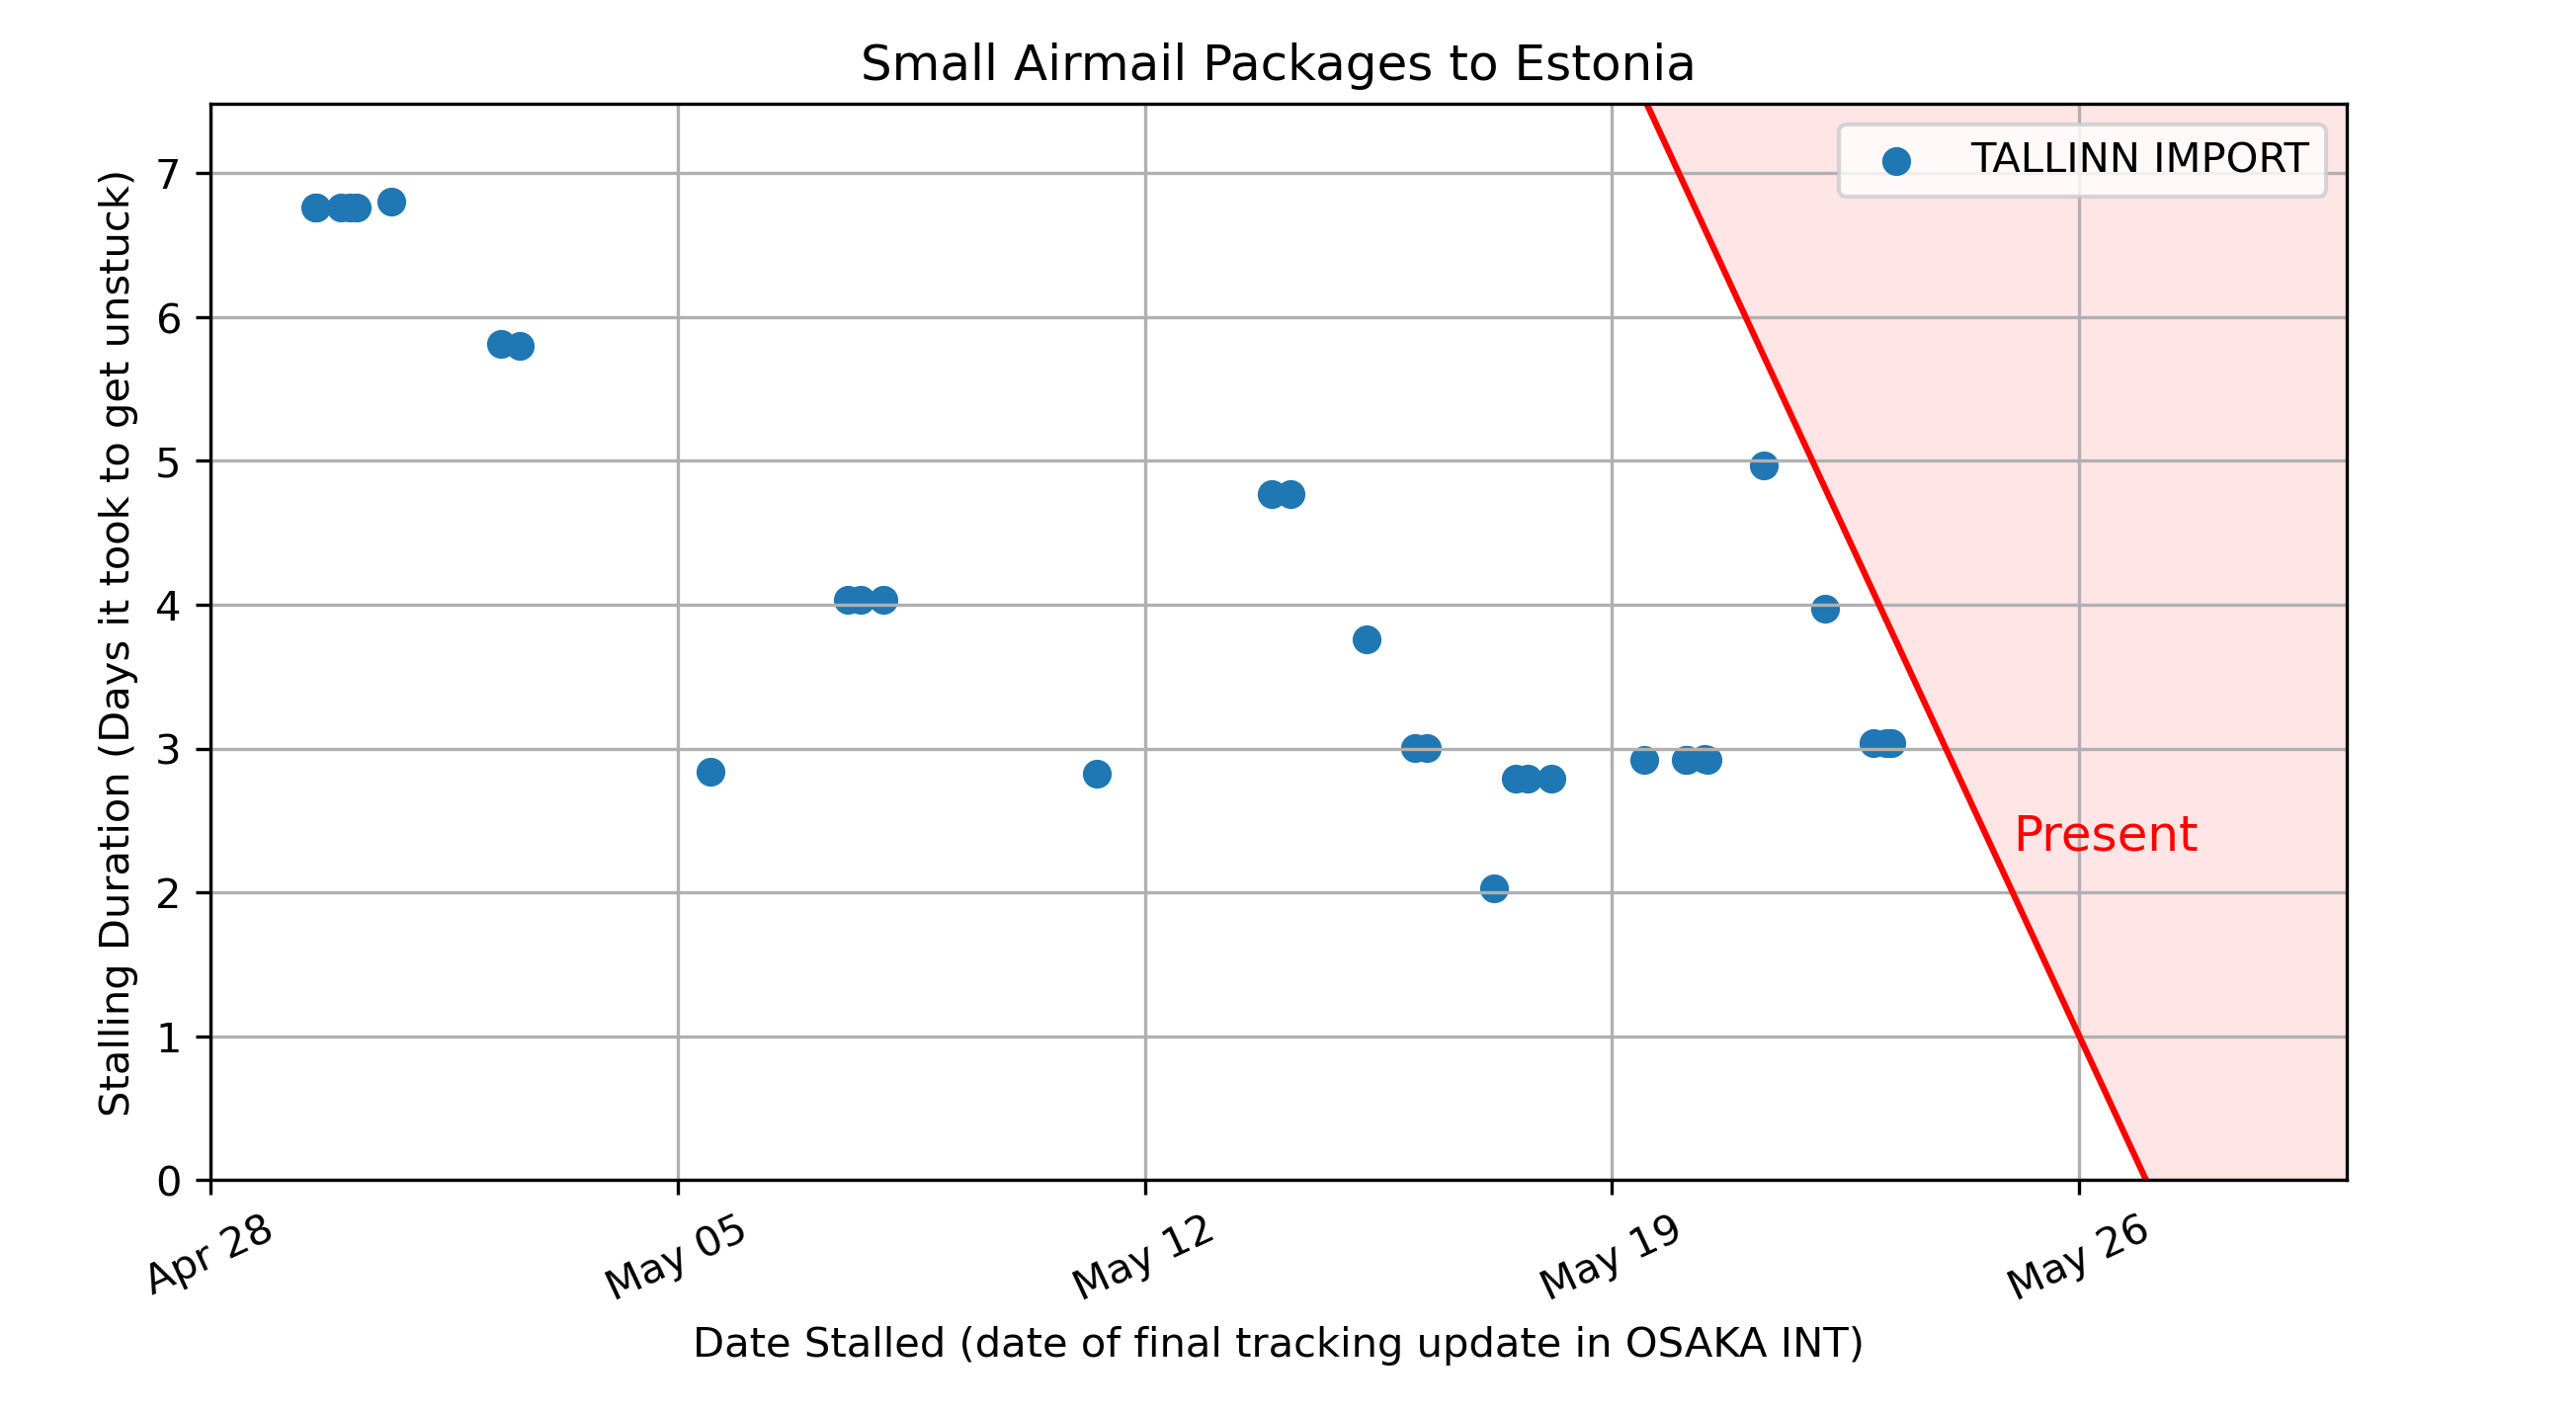 Small Airmail Packages to Estonia
TALLINN IMPORT
Stalling Duration (Days it took to get unstuck)
7
6
5
4
3
2
1
0
Present
Apr 28
May 05
May 12
May 19
May 26
Date Stalled (date of final tracking update in OSAKA INT)